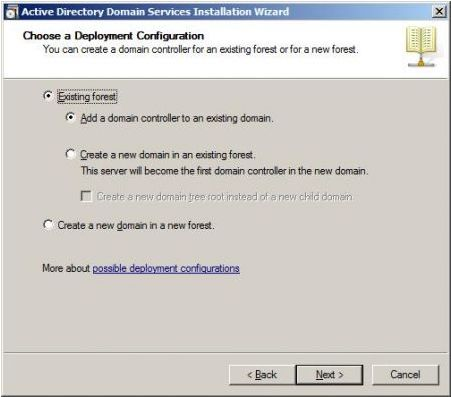 Active Directory Domain Services Installation Wizard
Choose a Deployment Configuration
You can create a domain controller for an existing forest or for a new forest.
Existing forest
Add a domain controller to an existing domain.
Create a new domain in an existing forest.
This server will become the first domain controller in the new domain.
Create a new domain tree root instead of a new child domain.
Create a new domain in a new forest.
More about possible deployment configurations
< Back Next > Cancel